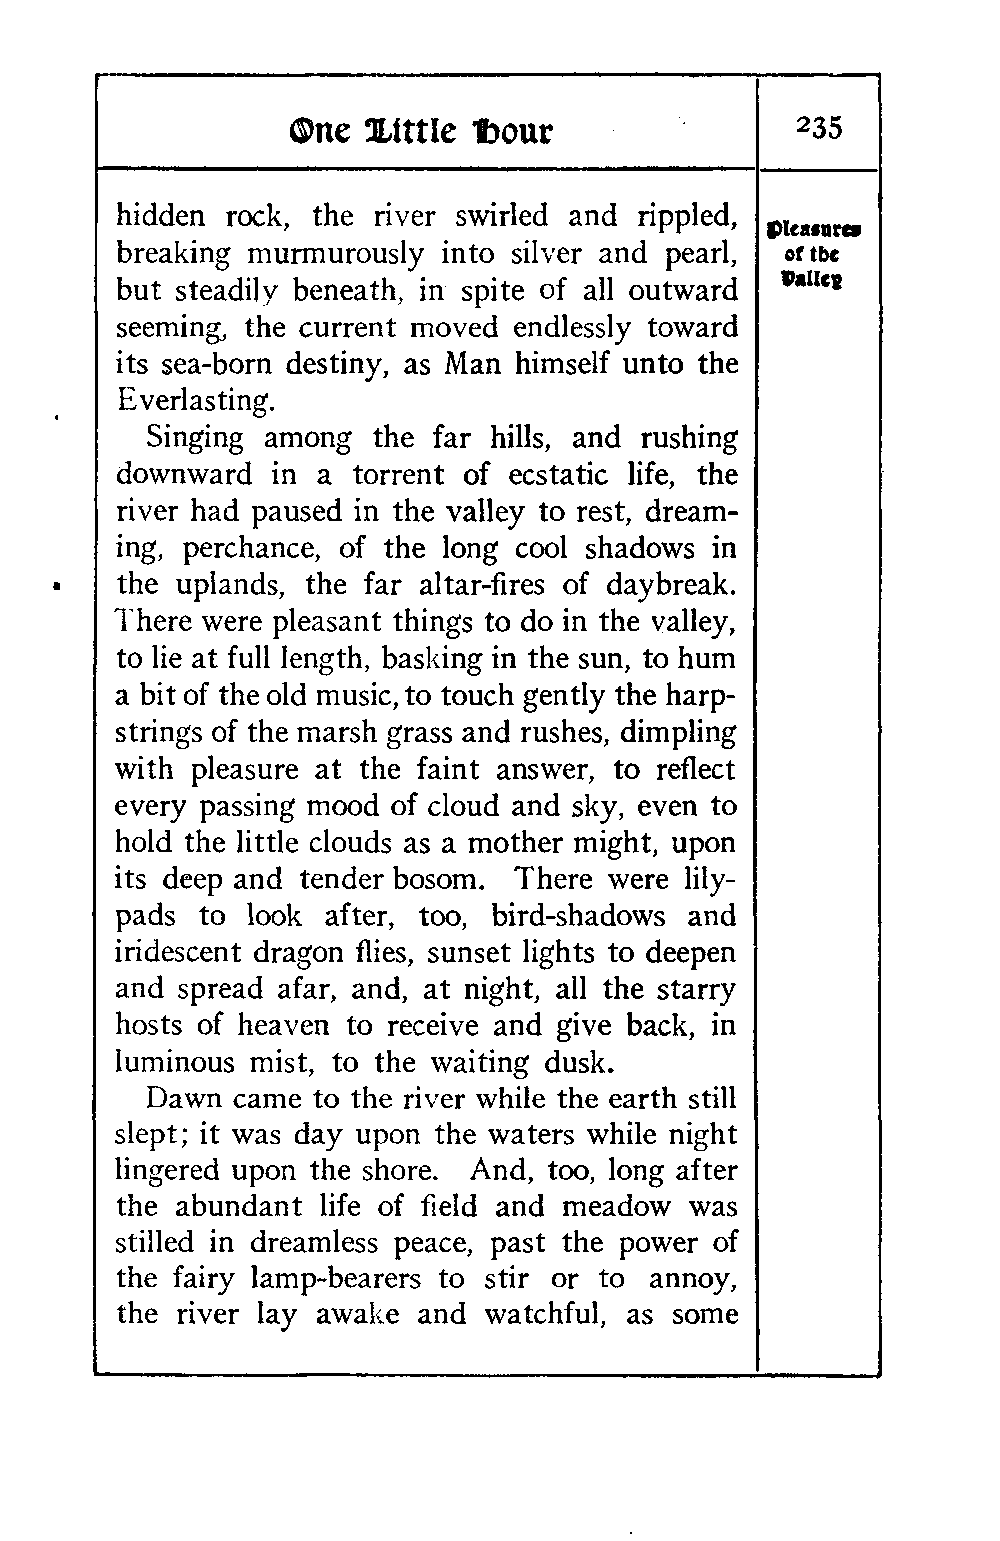 One Little Hour
235
hidden rock, the river swirled and rippled,
breaking murmurously into silver and pearl,
but steadily beneath, in spite of all outward
seeming, the current moved endlessly toward
its sea-born destiny, as Man himself unto the
Everlasting.
Singing among the far hills, and rushing
downward in a torrent of ecstatic life, the
river had paused in the valley to rest, dream-
ing, perchance, of the long cool shadows in
the uplands, the far altar-fires of daybreak.
There were pleasant things to do in the valley,
to lie at full length, basking in the sun, to hum
a bit of the old music, to touch gently the harp-
strings of the marsh grass and rushes, dimpling
with pleasure at the faint answer, to reflect
every passing mood of cloud and sky, even to
hold the little clouds as a mother might, upon
its deep and tender bosom. There were lily-
pads to look after, too, bird-shadows and
iridescent dragon flies, sunset lights to deepen
and spread afar, and, at night, all the starry
hosts of heaven to receive and give back, in
luminous mist, to the waiting dusk.
Dawn came to the river while the earth still
slept; it was day upon the waters while night
lingered upon the shore. And, too, long after
the abundant life of field and meadow was
stilled in dreamless peace, past the power of
the fairy lamp-bearers to stir or to annoy,
the river lay awake and watchful, as some
Pleasures
of the
Valley